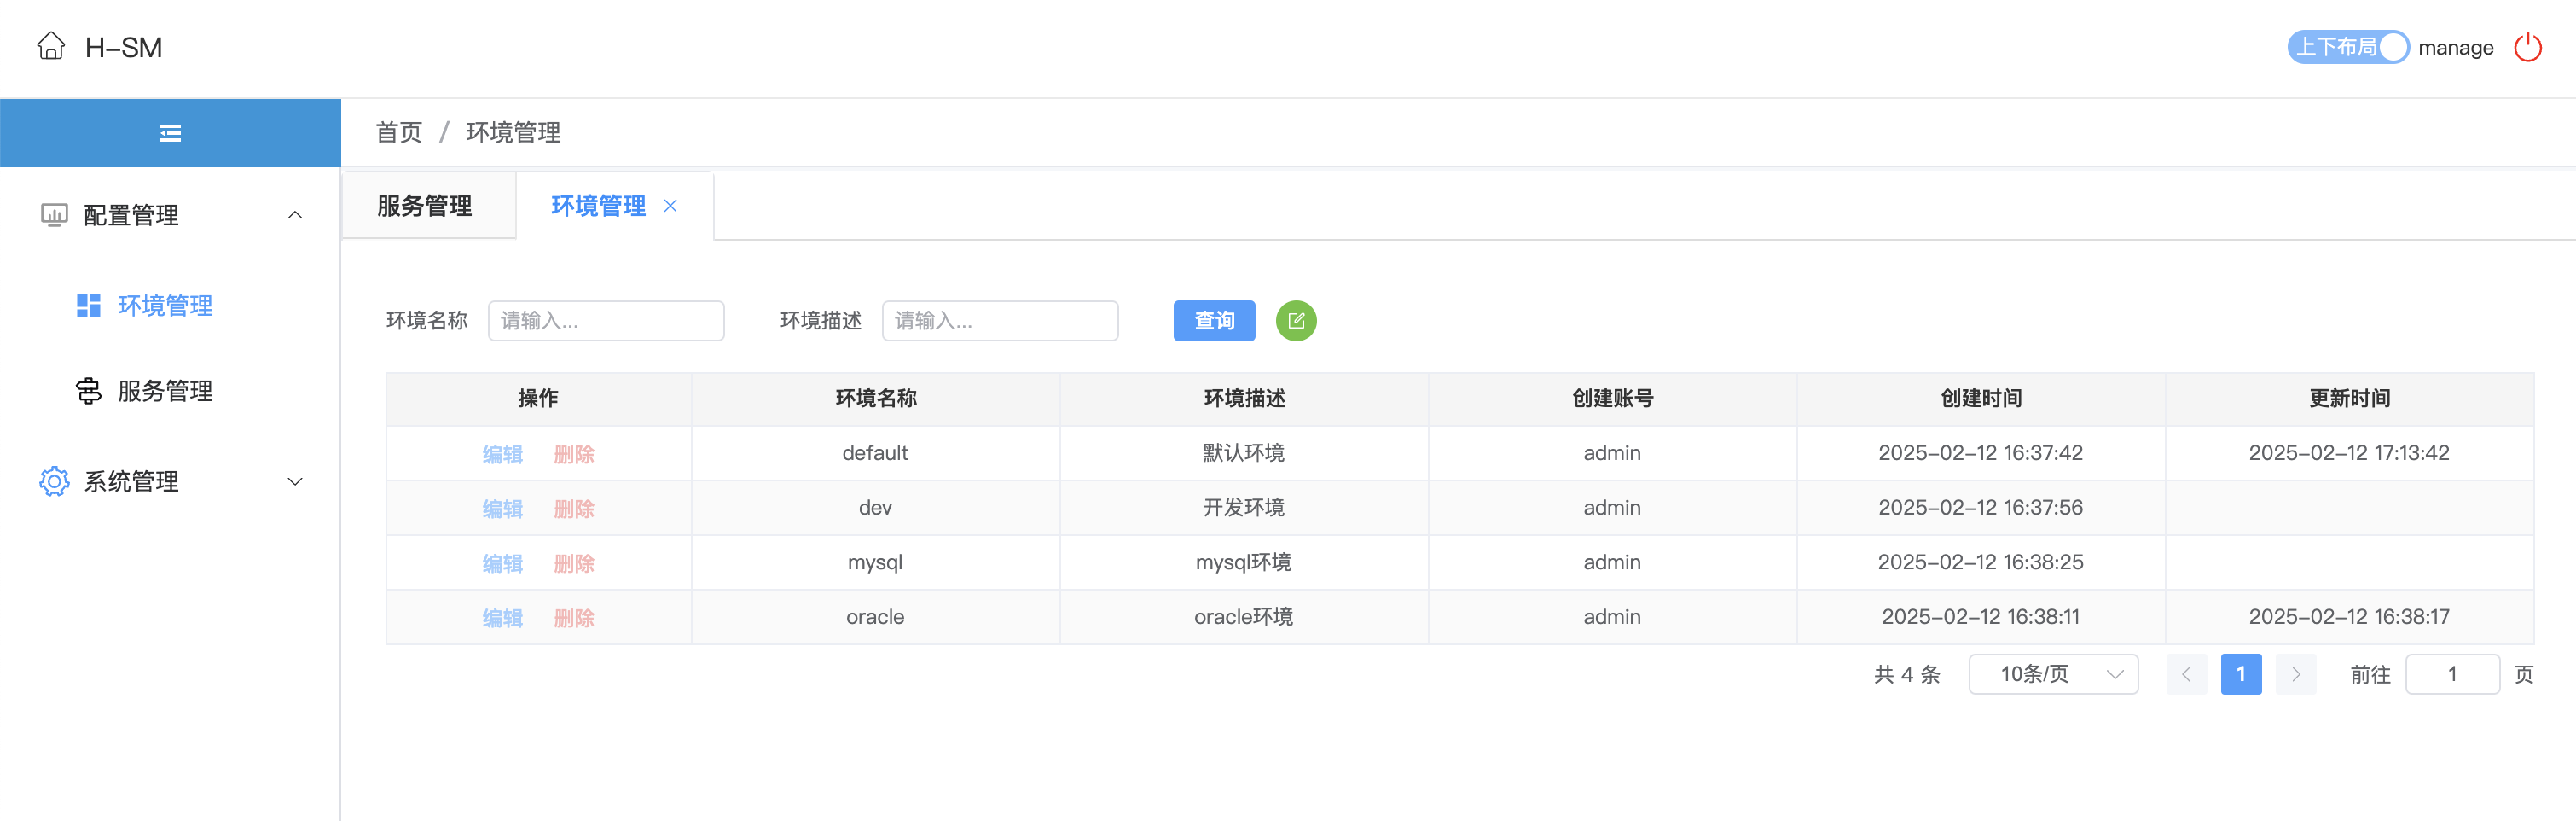 H-SM
上下布局 manage
首页 / 环境管理
配置管理
环境管理
服务管理
系统管理
服务管理 环境管理
环境名称 请输入... 环境描述 请输入... 查询
操作 环境名称 环境描述 创建账号 创建时间 更新时间
编辑 删除 default 默认环境 admin 2025-02-12 16:37:42 2025-02-12 17:13:42
编辑 删除 dev 开发环境 admin 2025-02-12 16:37:56
编辑 删除 mysql mysql环境 admin 2025-02-12 16:38:25
编辑 删除 oracle oracle环境 admin 2025-02-12 16:38:11 2025-02-12 16:38:17
共 4 条 10条/页 1 前往 1 页